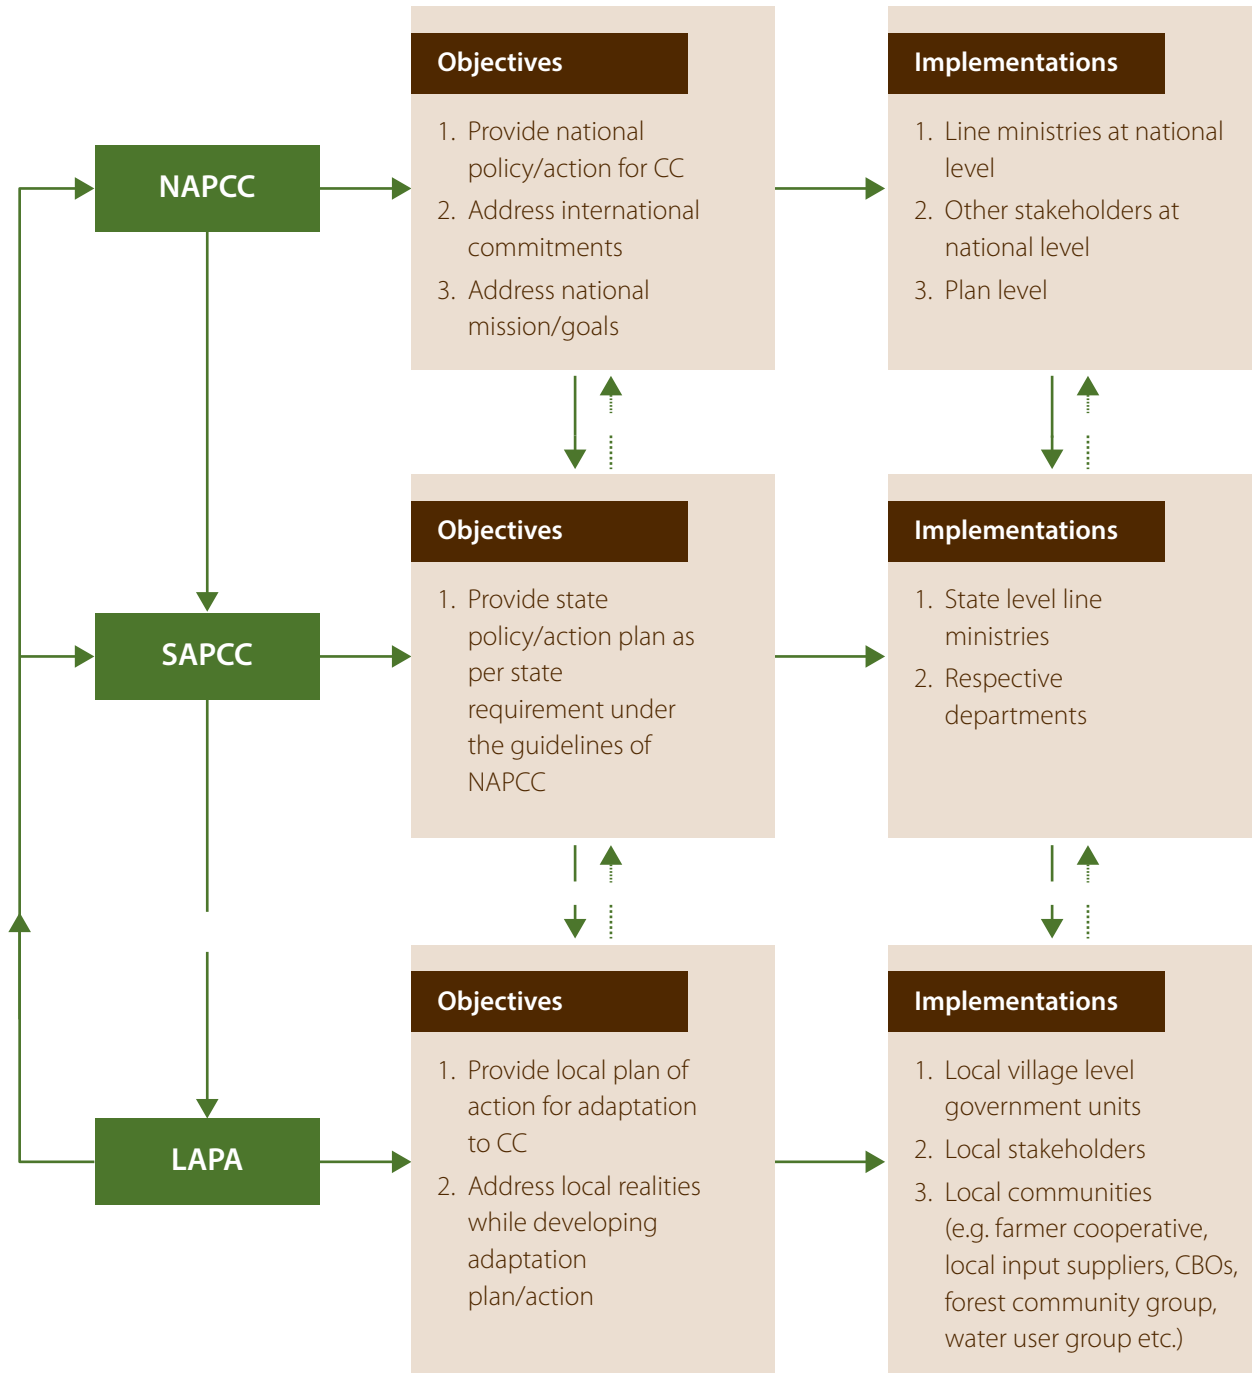 NAPCC
Objectives
1. Provide national
policy/action for CC
2. Address international
commitments
3. Address national
mission/goals
Implementations
1. Line ministries at national
level
2. Other stakeholders at
national level
3. Plan level
SAPCC
Objectives
1. Provide state
policy/action plan as
per state
requirement under
the guidelines of
NAPCC
Implementations
1. State level line
ministries
2. Respective
departments
LAPA
Objectives
1. Provide local plan of
action for adaptation
to CC
2. Address local realities
while developing
adaptation
plan/action
Implementations
1. Local village level
government units
2. Local stakeholders
3. Local communities
(e.g. farmer cooperative,
local input suppliers, CBOs,
forest community group,
water user group etc.)